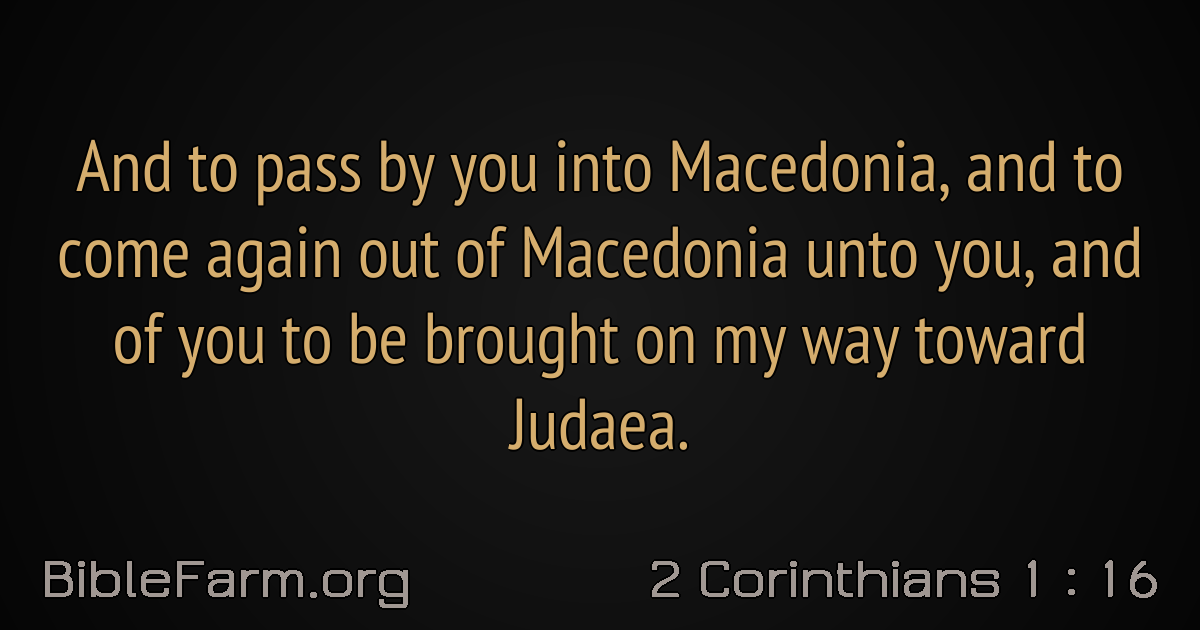 And to pass by you into Macedonia, and to
come again out of Macedonia unto you, and
of you to be brought on my way toward
Judaea.
BibleFarm.org
2 Corinthians 1 : 16